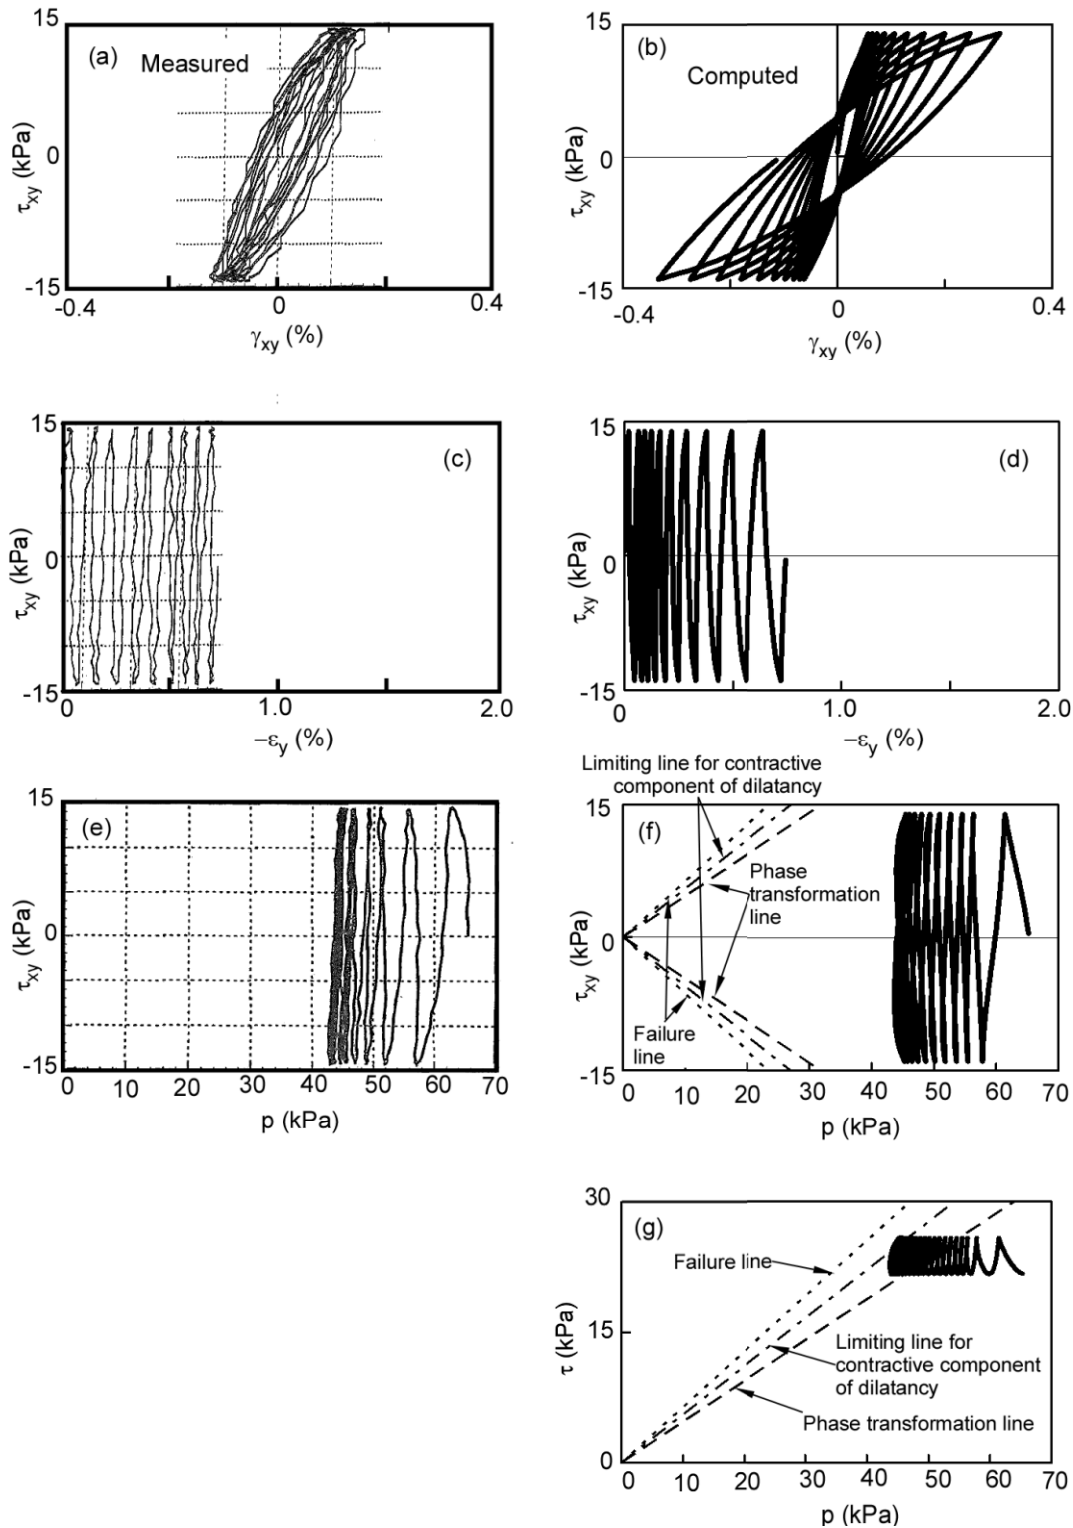 15
(a)
Measured
τxy (kPa)
0
-15
-0.4
0
0.4
γxy (%)
15
(b)
Computed
τxy (kPa)
0
-15
-0.4
0
0.4
γxy (%)
15
(c)
τxy (kPa)
0
-15
0
1.0
2.0
−εy (%)
15
(d)
τxy (kPa)
0
-15
0
1.0
2.0
−εy (%)
15
(e)
τxy (kPa)
0
-15
0
10
20
30
40
50
60
70
p (kPa)
Limiting line for contractive
component of dilatancy
15
(f)
Phase
transformation
line
τxy (kPa)
0
Failure
line
-15
0
10
20
30
40
50
60
70
p (kPa)
30
(g)
Failure line
τ (kPa)
15
Limiting line for
contractive component
of dilatancy
Phase transformation line
0
0
10
20
30
40
50
60
70
p (kPa)